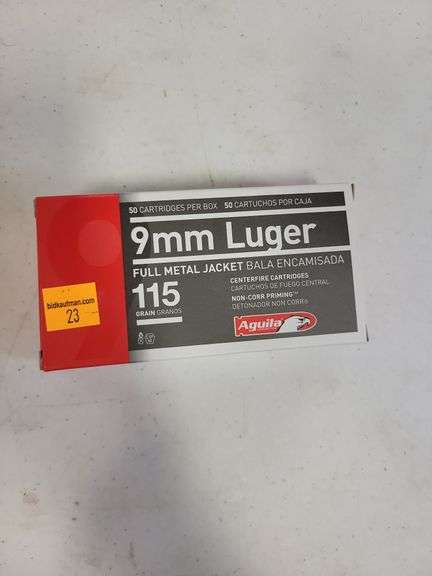 50 CARTRIDGES PER BOX 50 CARTUCHOS POR CAJA
9mm Luger
FULL METAL JACKET BALA ENCAMISADA
115
GRAIN GRANOS
CENTERFIRE CARTRIDGES
CARTUCHOS DE FUEGO CENTRAL
NON-CORR PRIMING™
DETONADOR NON CORR®
Aguila
bidkaufman.com
23